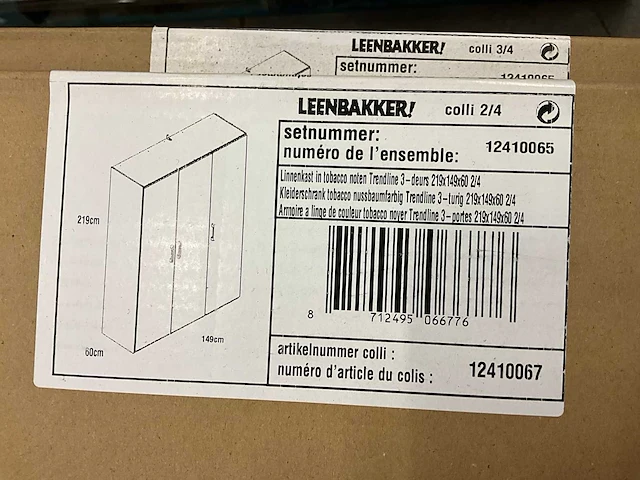 LEENBAKKER! colli 3/4
setnummer:
12410065
LEENBAKKER! colli 2/4
setnummer:
numéro de l'ensemble: 12410065
Linnenkast in tobacco noten Trendline 3-deurs 219x149x60 2/4
Kleiderschrank tobacco nussbaumfarbig Trendline 3-turig 219x149x60 2/4
Armoire a linge de couleur tobacco noyer Trendline 3-portes 219x149x60 2/4
219cm
60cm
149cm
8 712495 066776
artikelnummer colli :
numéro d'article du colis : 12410067